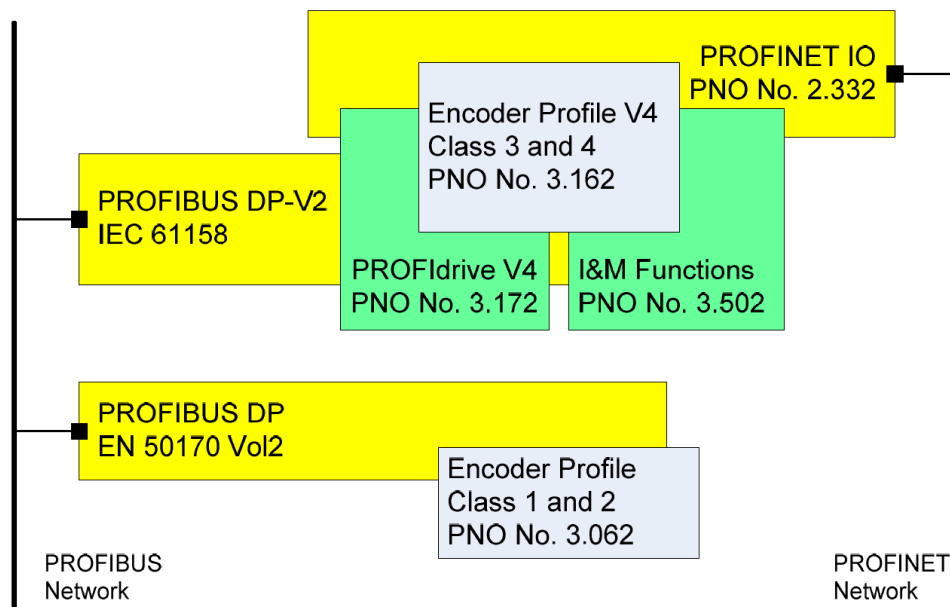 PROFINET IO
PNO No. 2.332
Encoder Profile V4
Class 3 and 4
PNO No. 3.162
PROFIBUS DP-V2
IEC 61158
PROFIdrive V4
PNO No. 3.172
I&M Functions
PNO No. 3.502
PROFIBUS DP
EN 50170 Vol2
Encoder Profile
Class 1 and 2
PNO No. 3.062
PROFIBUS
Network
PROFINET
Network